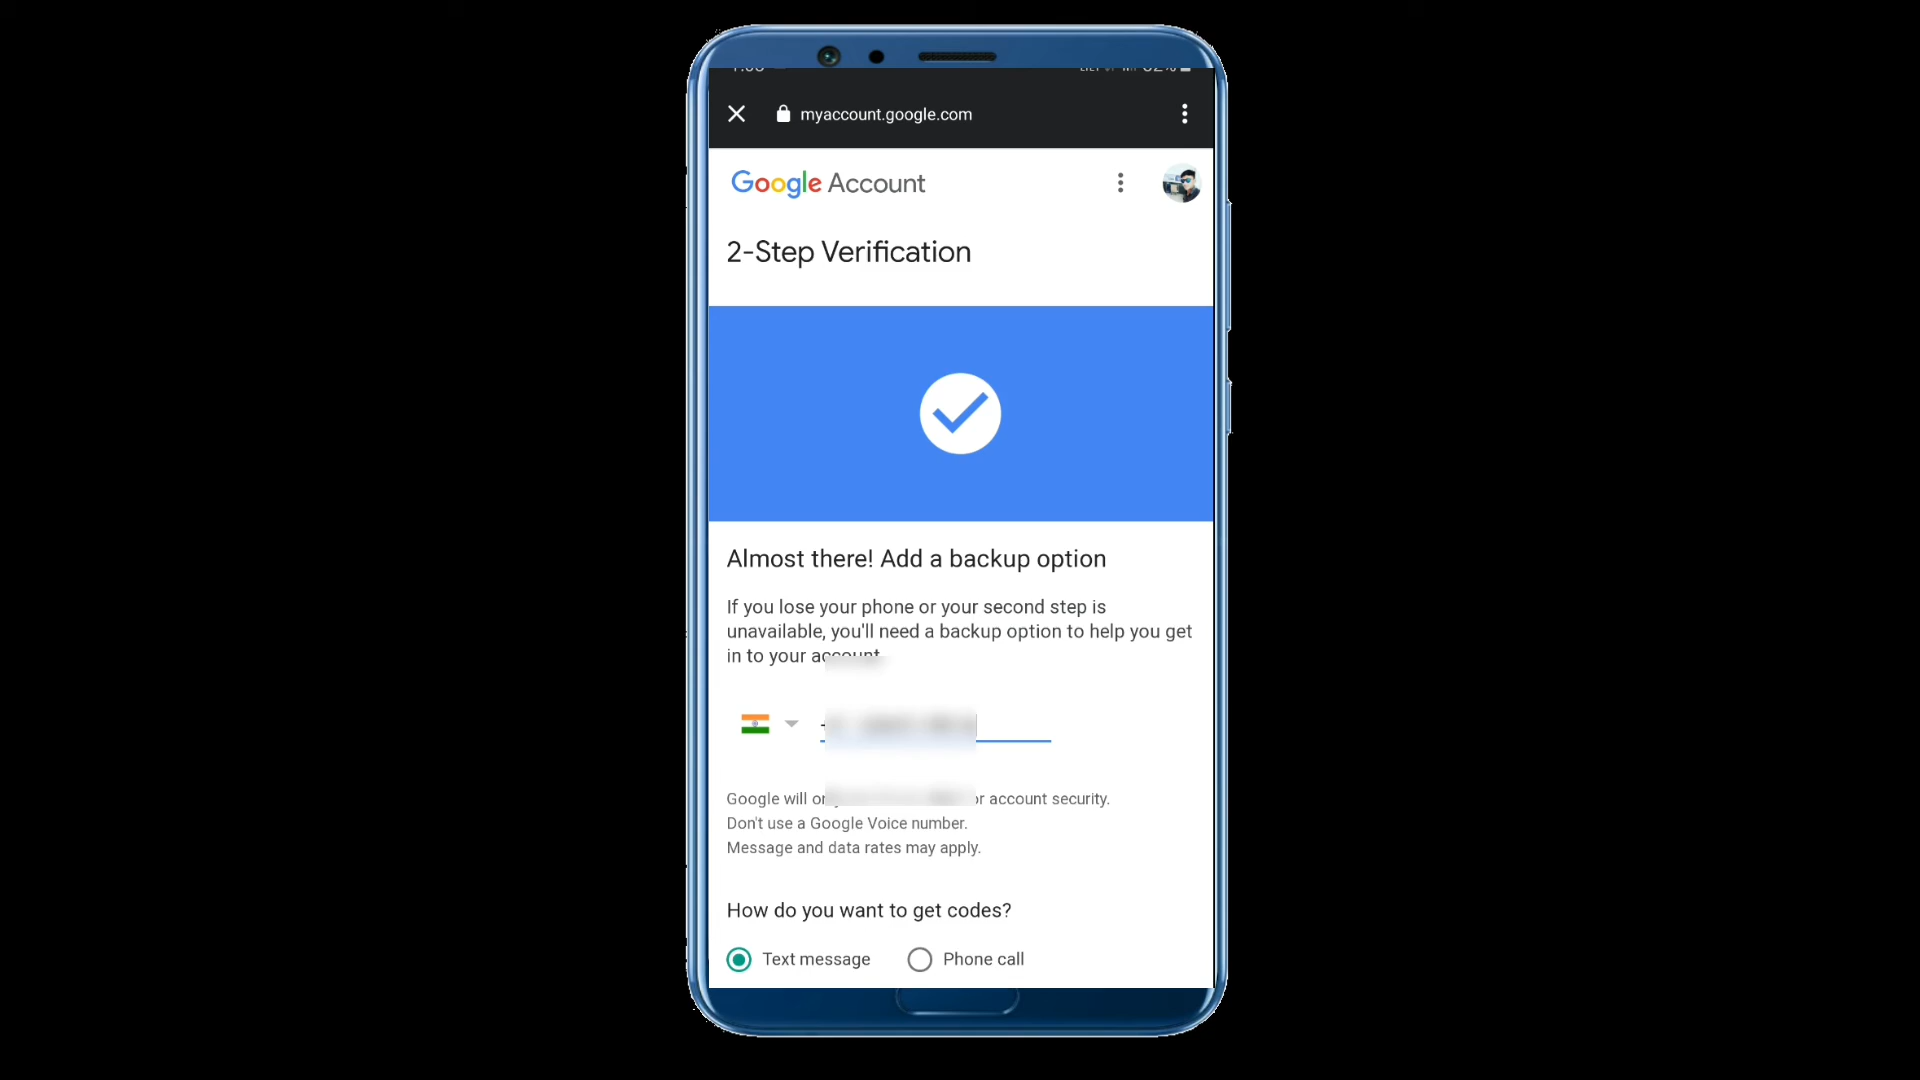 myaccount.google.com
Google Account
2-Step Verification
Almost there! Add a backup option
If you lose your phone or your second step is
unavailable, you'll need a backup option to help you get
in to your account
Google will or account security.
Don't use a Google Voice number.
Message and data rates may apply.
How do you want to get codes?
Text message Phone call